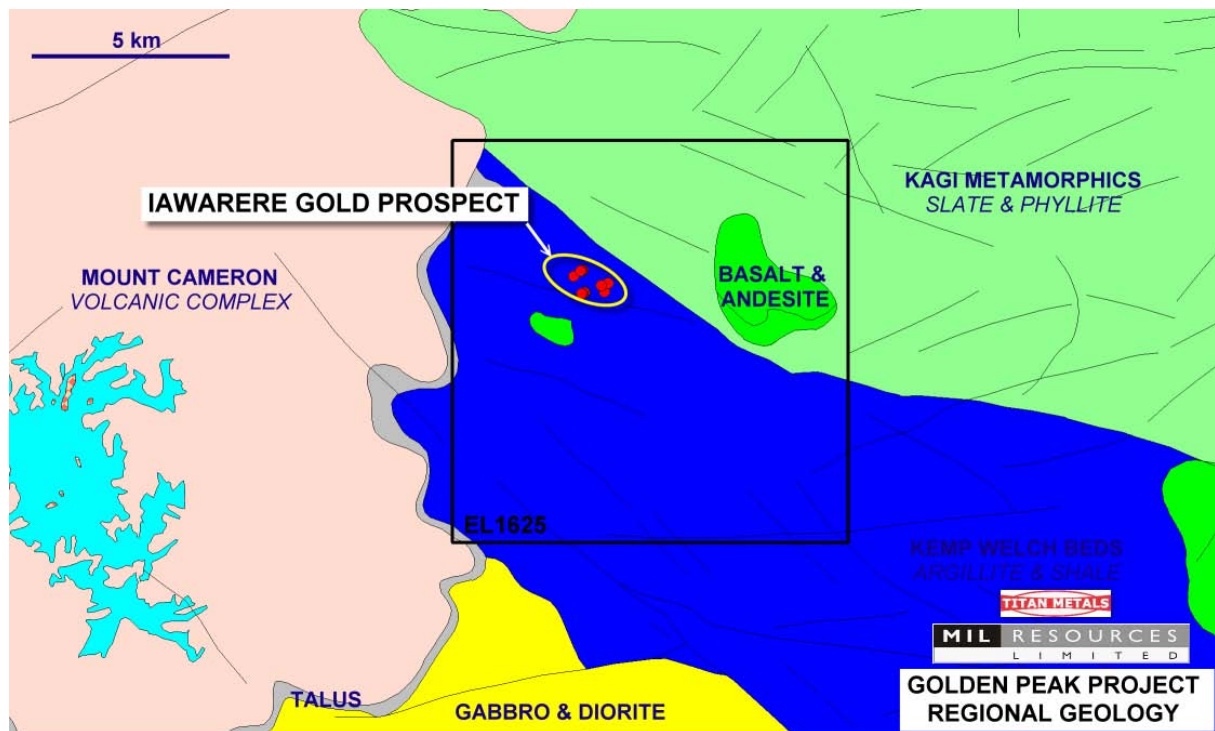 5 km
IAWARERE GOLD PROSPECT
KAGI METAMORPHICS
SLATE & PHYLLITE
MOUNT CAMERON
VOLCANIC COMPLEX
BASALT &
ANDESITE
EL1625
KEMP WELCH BEDS
ARGILLITE & SHALE
TITAN METALS
MIL RESOURCES
LIMITED
TALUS
GABBRO & DIORITE
GOLDEN PEAK PROJECT
REGIONAL GEOLOGY